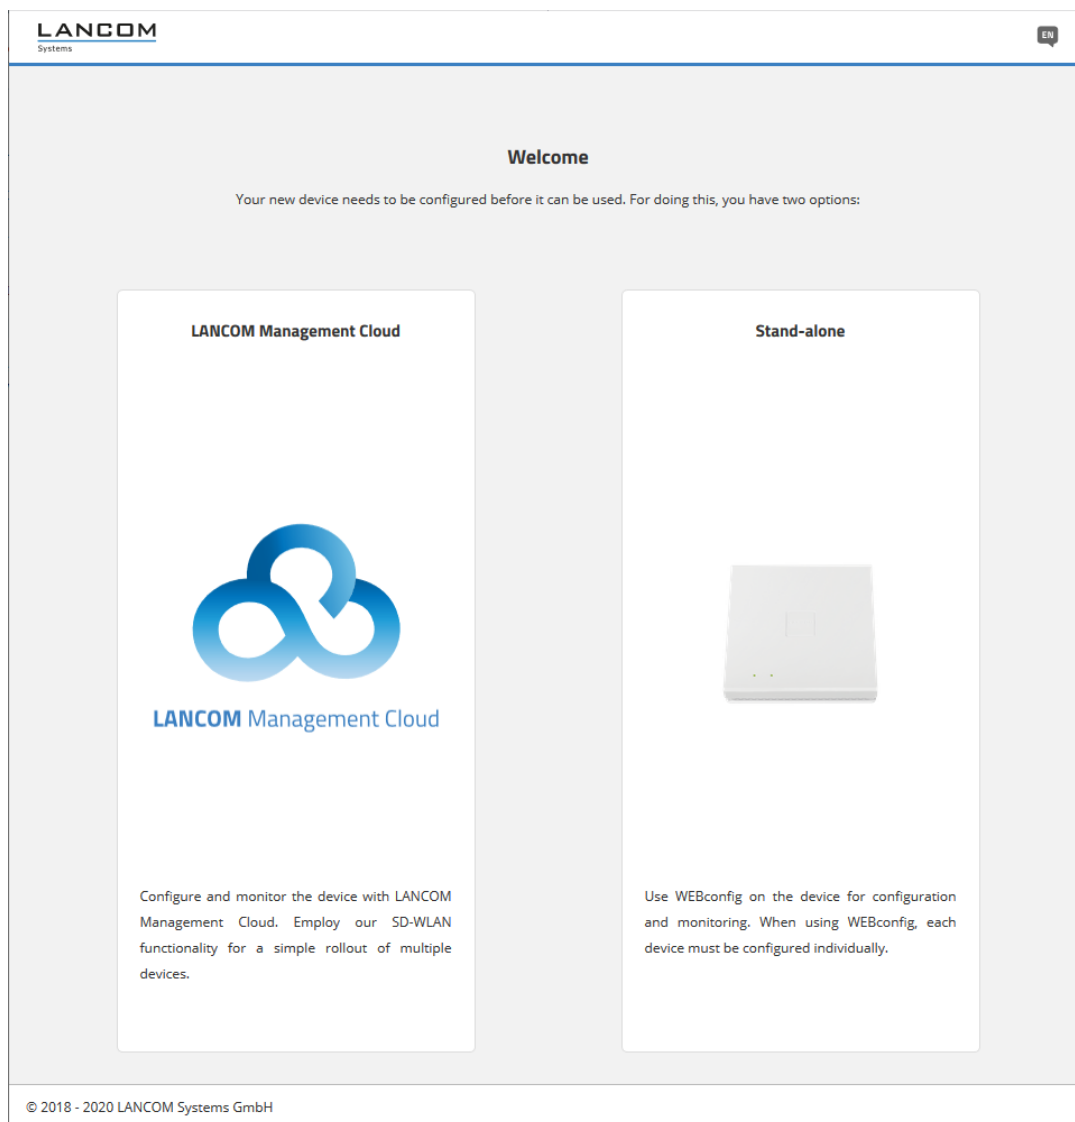 LANCOM
Systems
EN
Welcome
Your new device needs to be configured before it can be used. For doing this, you have two options:
LANCOM Management Cloud
LANCOM Management Cloud
Configure and monitor the device with LANCOM
Management Cloud. Employ our SD-WLAN
functionality for a simple rollout of multiple
devices.
Stand-alone
Use WEBconfig on the device for configuration
and monitoring. When using WEBconfig, each
device must be configured individually.
© 2018 - 2020 LANCOM Systems GmbH